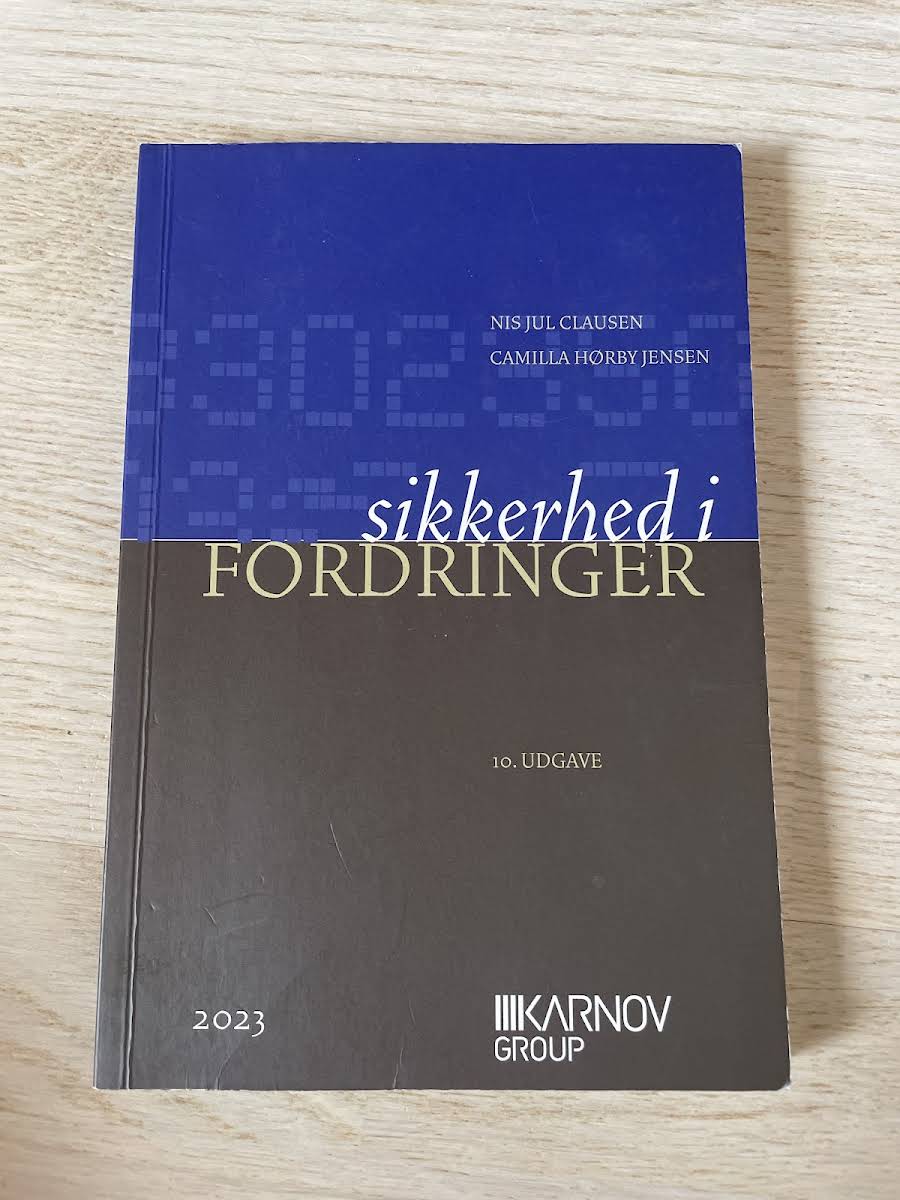 NIS JUL CLAUSEN
CAMILLA HØRBY JENSEN
sikkerhed i
FORDRINGER
10. UDGAVE
2023
KARNOV
GROUP